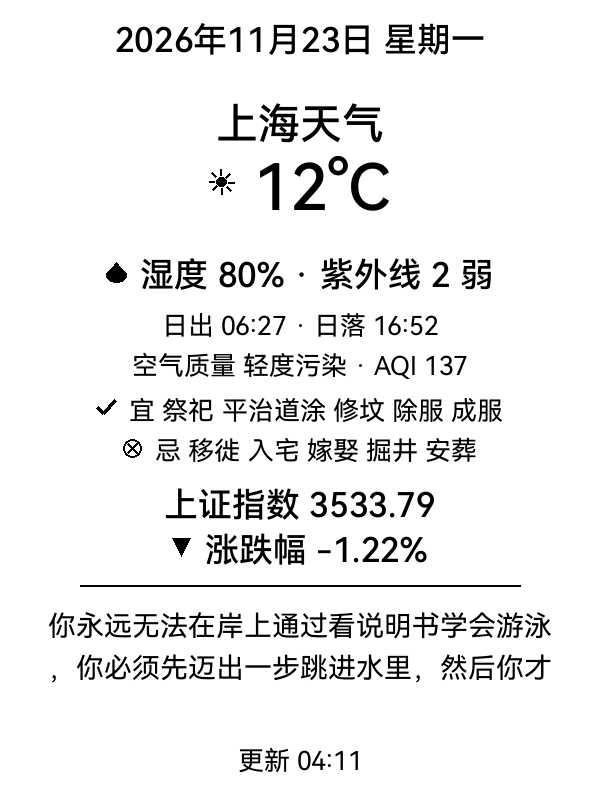 2026年11月23日 星期一
上海天气
12°C
湿度 80% · 紫外线 2 弱
日出 06:27 · 日落 16:52
空气质量 轻度污染 · AQI 137
宜 祭祀 平治道涂 修坟 除服 成服
忌 移徙 入宅 嫁娶 掘井 安葬
上证指数 3533.79
▼ 涨跌幅 -1.22%
你永远无法在岸上通过看说明书学会游泳
，你必须先迈出一步跳进水里，然后你才
更新 04:11